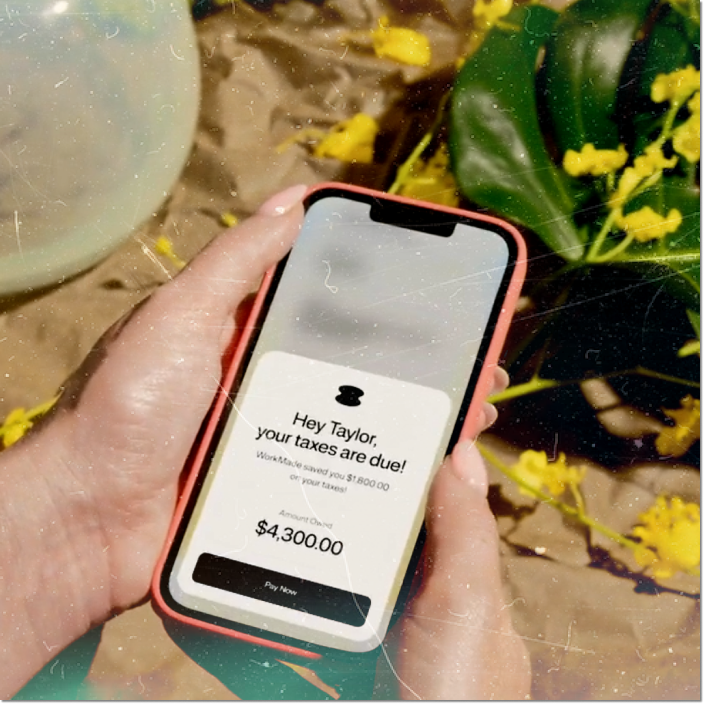 Hey Taylor,
your taxes are due!
WorkMade saved you $1,800.00
on your taxes!
Amount Owed
$4,300.00
Pay Now